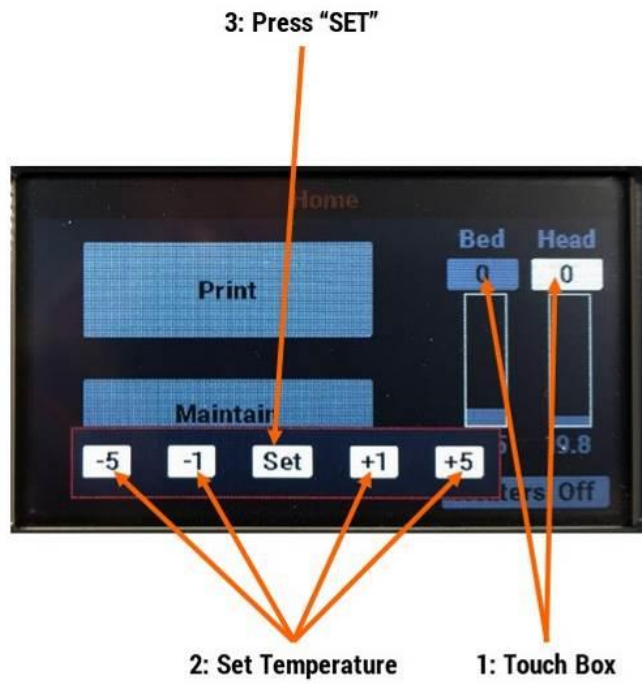 3: Press “SET”
Home
Bed Head
0 0
Print
Maintain
9.8
-5 -1 Set +1 +5
Off
2: Set Temperature 1: Touch Box